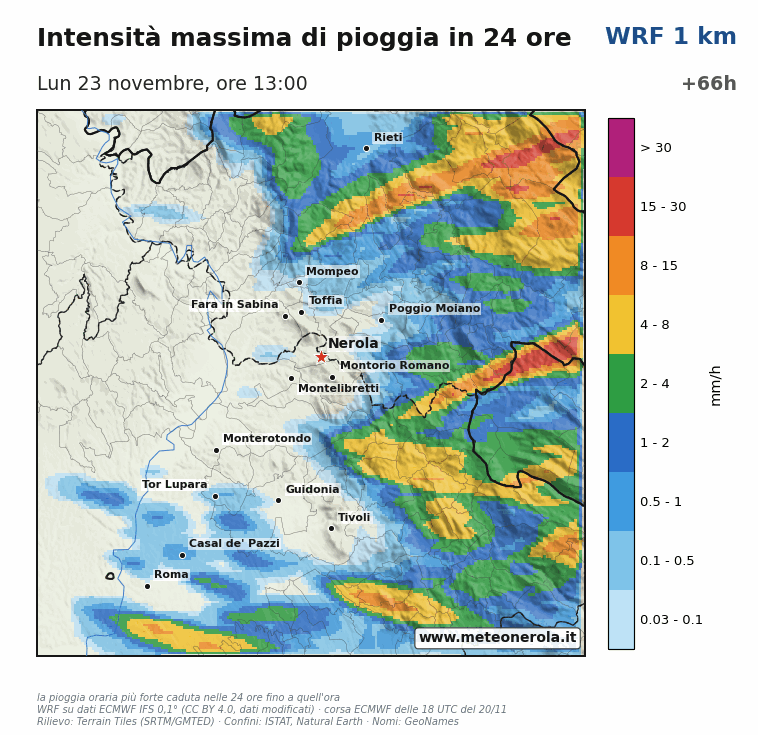 Intensità massima di pioggia in 24 ore
WRF 1 km
Lun 23 novembre, ore 13:00
+66h
Rieti
Mompeo
Fara in Sabina
Toffia
Poggio Moiano
Nerola
Montorio Romano
Montelibretti
Monterotondo
Tor Lupara
Guidonia
Tivoli
Casal de' Pazzi
Roma
www.meteonerola.it
> 30
15 - 30
8 - 15
4 - 8
2 - 4
1 - 2
0.5 - 1
0.1 - 0.5
0.03 - 0.1
mm/h
la pioggia oraria più forte caduta nelle 24 ore fino a quell'ora
WRF su dati ECMWF IFS 0,1° (CC BY 4.0, dati modificati) · corsa ECMWF delle 18 UTC del 20/11
Rilievo: Terrain Tiles (SRTM/GMTED) · Confini: ISTAT, Natural Earth · Nomi: GeoNames